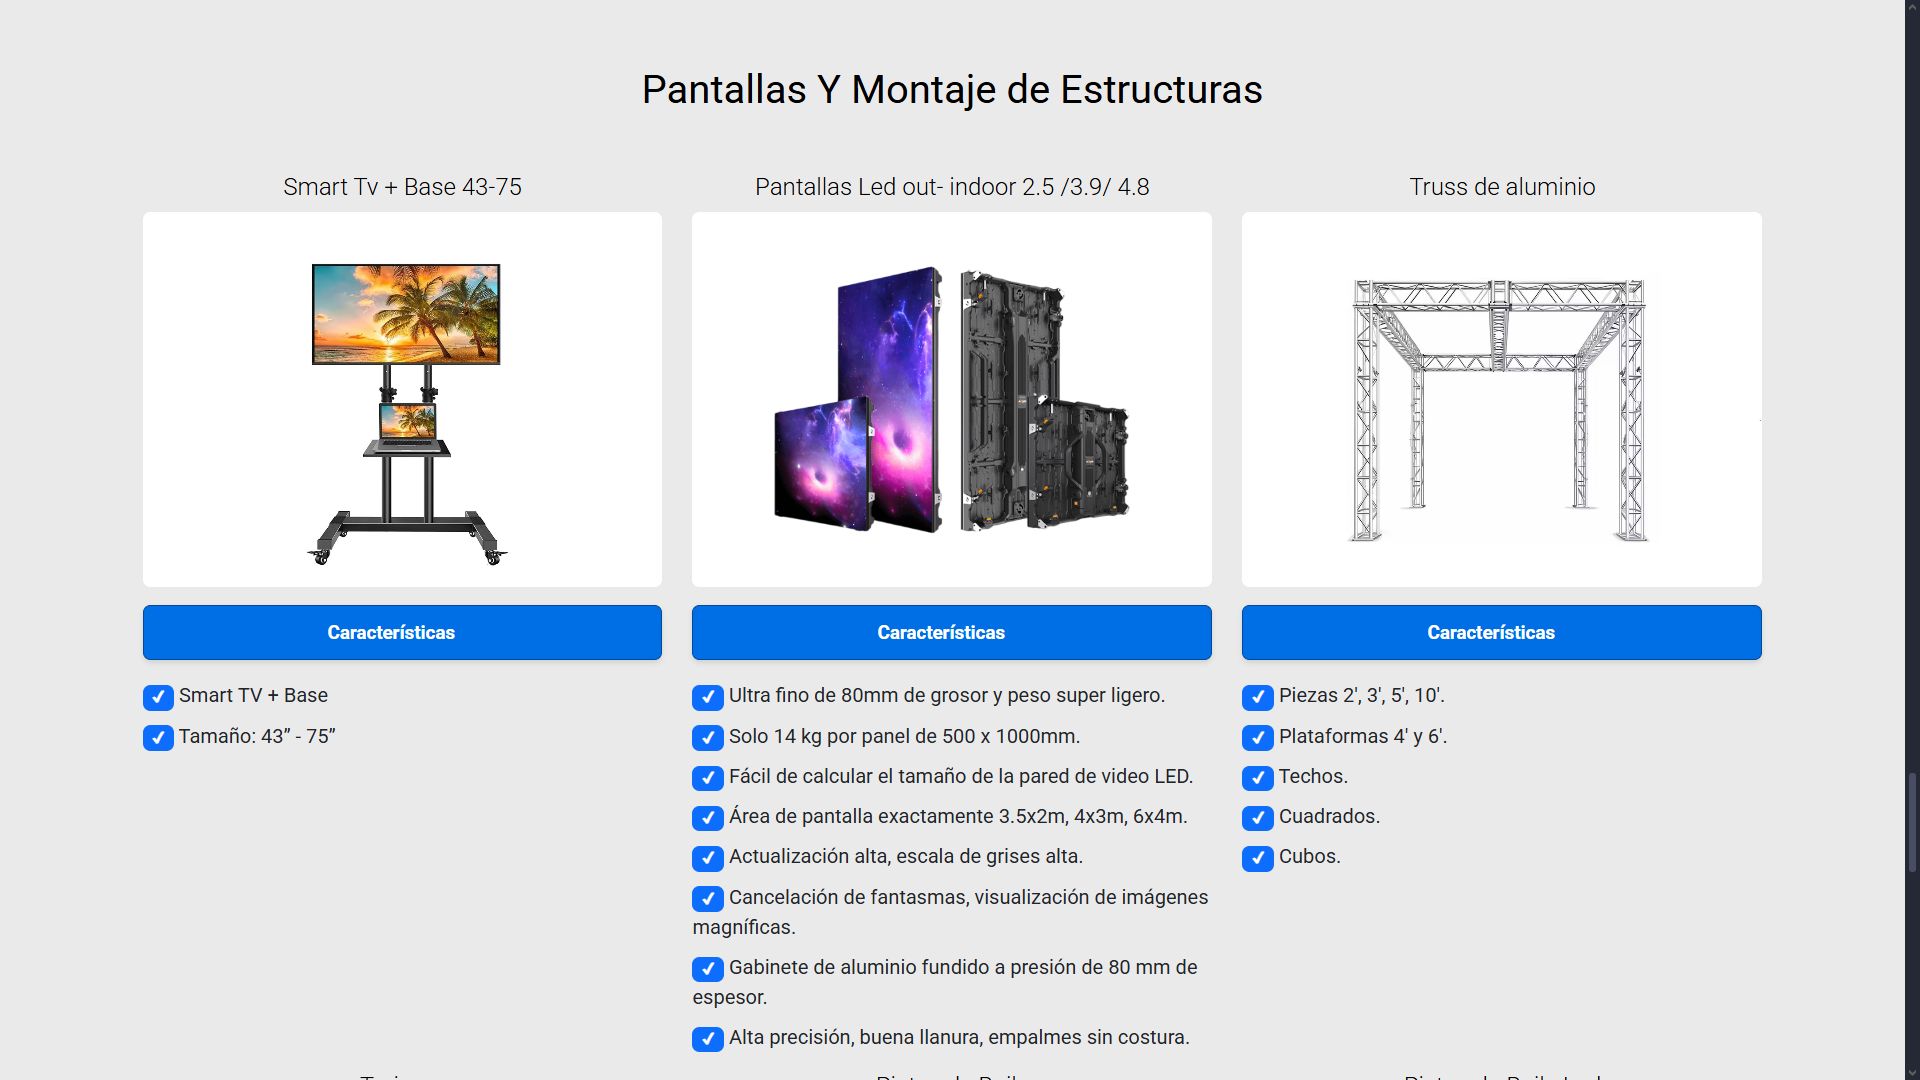 Pantallas Y Montaje de Estructuras
Smart Tv + Base 43-75
Pantallas Led out- indoor 2.5 /3.9/ 4.8
Truss de aluminio
Características
Características
Características
Smart TV + Base
Tamaño: 43” - 75”
Ultra fino de 80mm de grosor y peso super ligero.
Solo 14 kg por panel de 500 x 1000mm.
Fácil de calcular el tamaño de la pared de video LED.
Área de pantalla exactamente 3.5x2m, 4x3m, 6x4m.
Actualización alta, escala de grises alta.
Cancelación de fantasmas, visualización de imágenes
magníficas.
Gabinete de aluminio fundido a presión de 80 mm de
espesor.
Alta precisión, buena llanura, empalmes sin costura.
Piezas 2', 3', 5', 10'.
Plataformas 4' y 6'.
Techos.
Cuadrados.
Cubos.